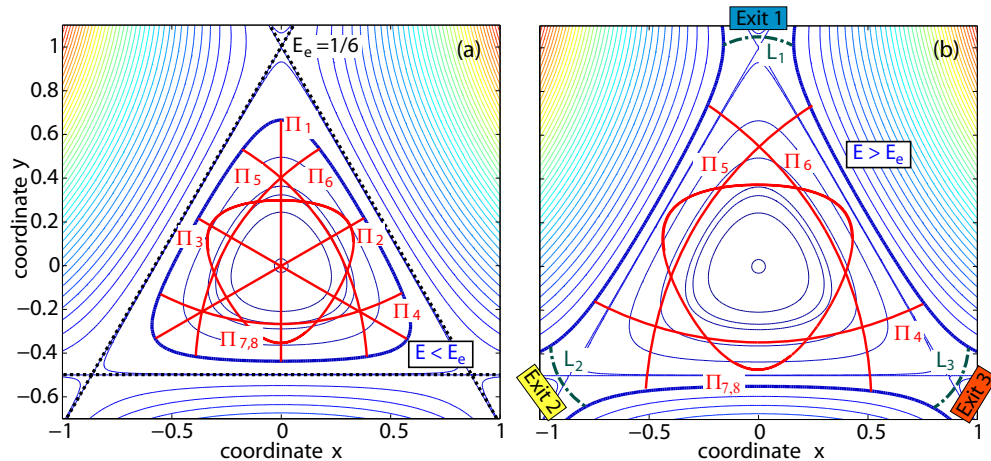 (a)
E_e=1/6
Π_1
Π_5
Π_6
Π_3
Π_2
Π_4
Π_7,8
E < E_e
1
0.8
0.6
0.4
0.2
0
−0.2
−0.4
−0.6
coordinate y
−1
−0.5
0
0.5
1
coordinate x
Exit 1
(b)
L_1
E > E_e
Π_5
Π_6
Π_4
Π_7,8
L_2
L_3
Exit 2
Exit 3
−1
−0.5
0
0.5
1
coordinate x